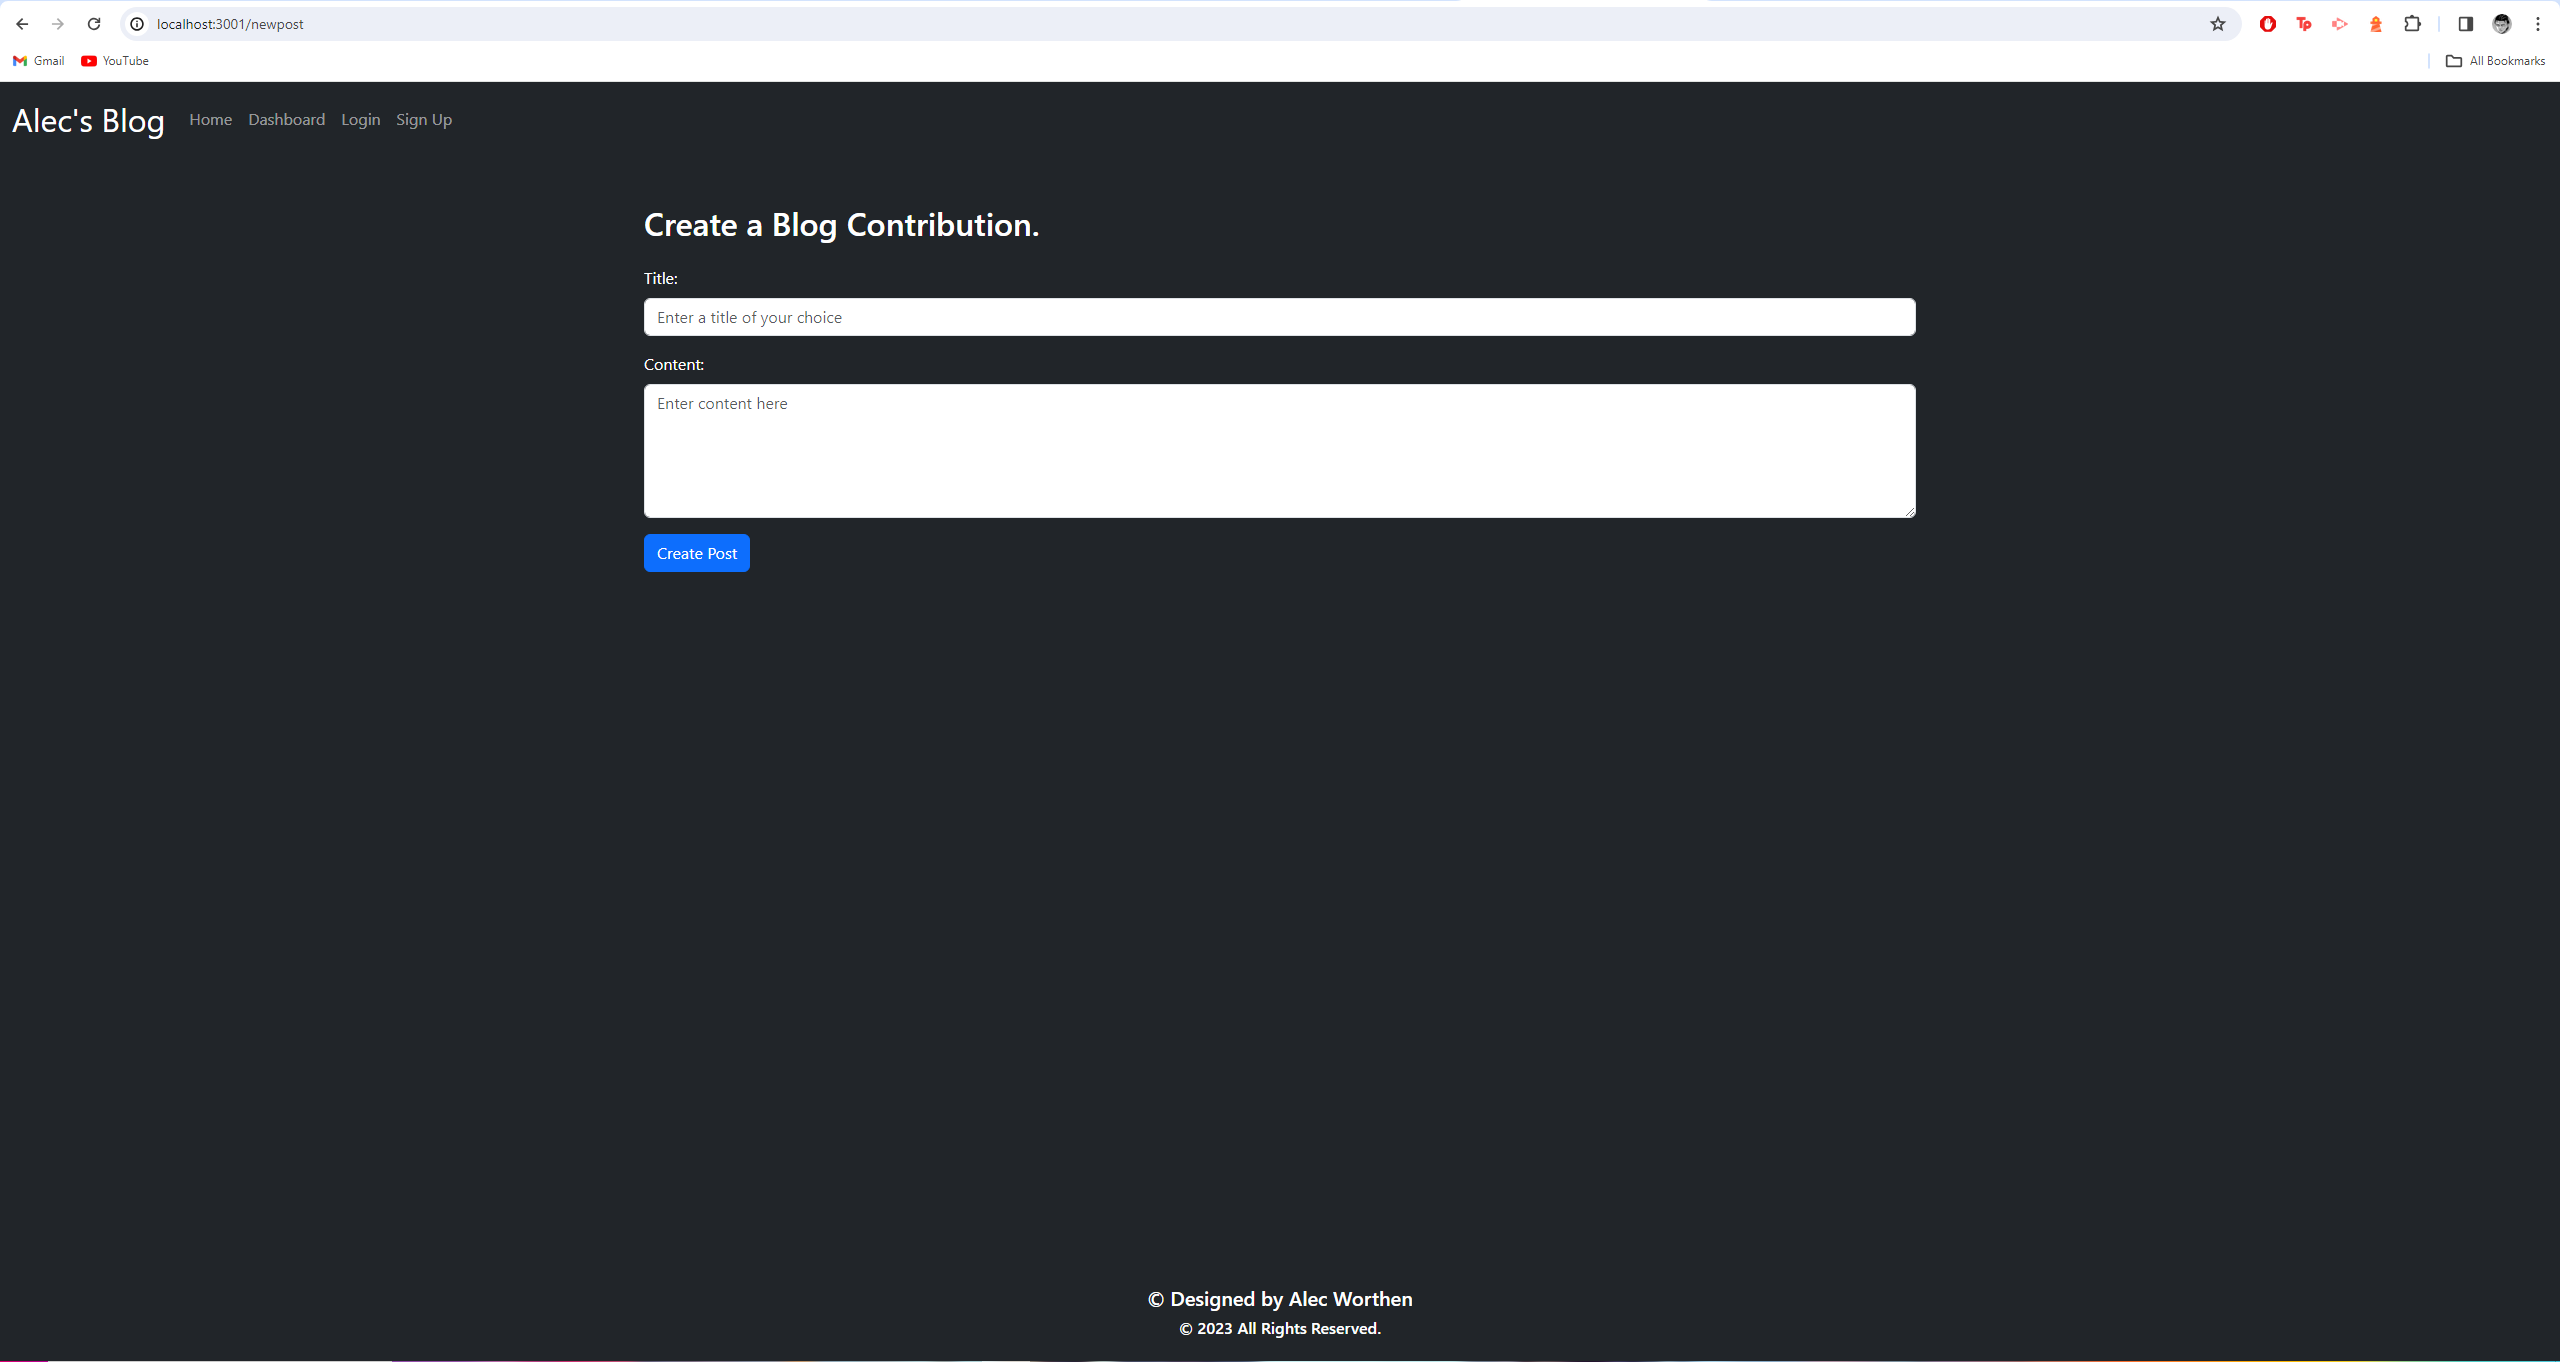 localhost:3001/newpost
Tp
Gmail YouTube All Bookmarks
Alec's Blog Home Dashboard Login Sign Up
Create a Blog Contribution.
Title:
Enter a title of your choice
Content:
Enter content here
Create Post
© Designed by Alec Worthen
© 2023 All Rights Reserved.